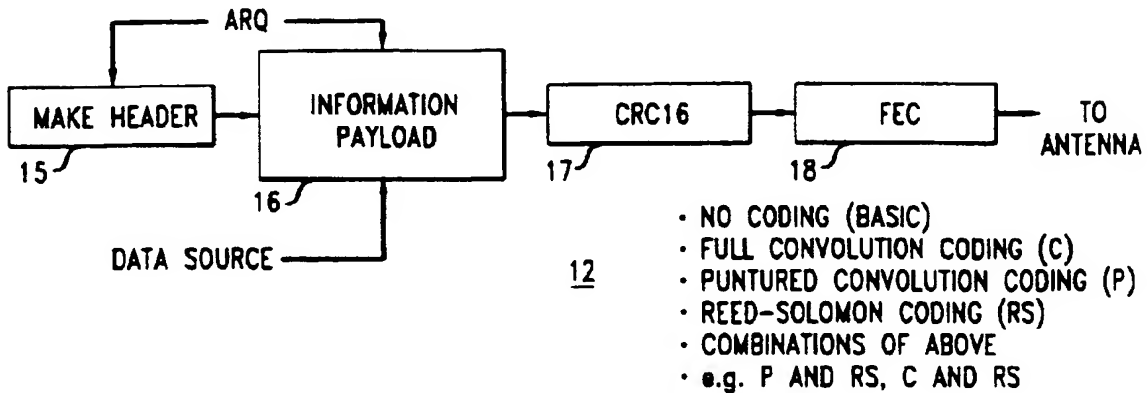 ARQ
MAKE HEADER
15
INFORMATION
PAYLOAD
16
CRC16
17
FEC
18
TO
ANTENNA
DATA SOURCE
12
· NO CODING (BASIC)
· FULL CONVOLUTION CODING (C)
· PUNTURED CONVOLUTION CODING (P)
· REED-SOLOMON CODING (RS)
· COMBINATIONS OF ABOVE
· e.g. P AND RS, C AND RS